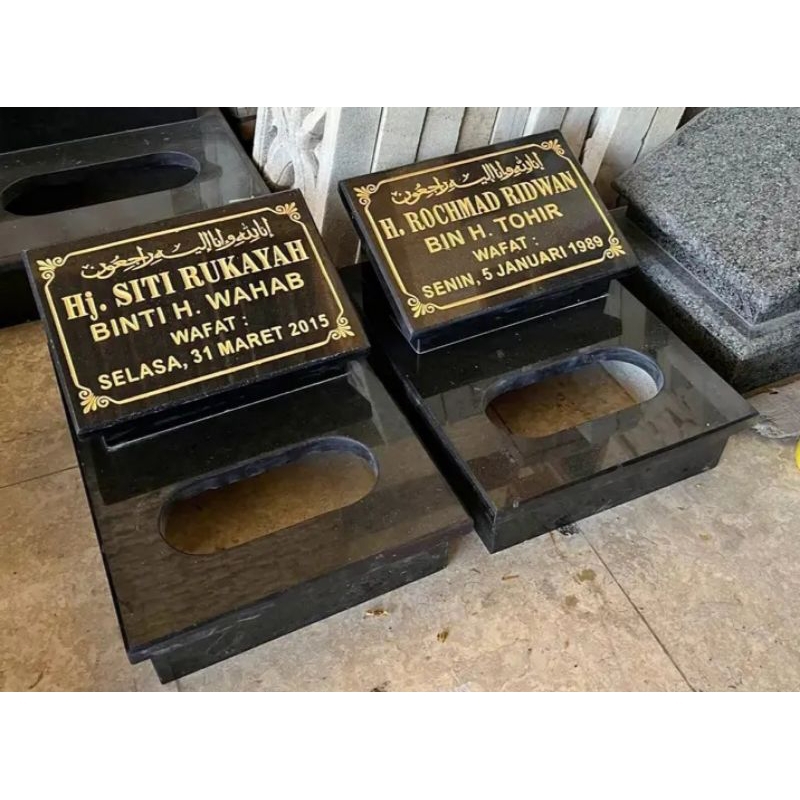 إنا لله وإنا إليه راجعون
Hj. SITI RUKAYAH
BINTI H. WAHAB
WAFAT :
SELASA, 31 MARET 2015
إنا لله وإنا إليه راجعون
H. ROCHMAD RIDWAN
BIN H. TOHIR
WAFAT :
SENIN, 5 JANUARI 1989